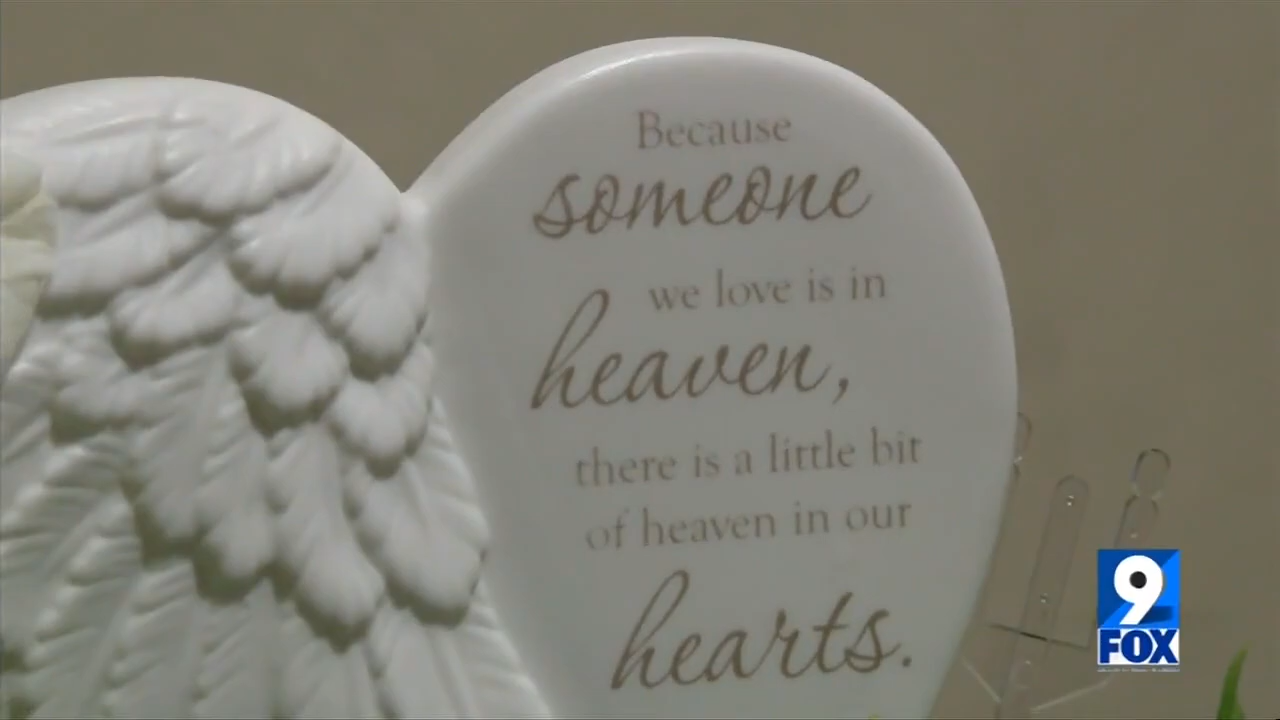 Because
someone
we love is in
heaven,
there is a little bit
of heaven in our
hearts.
9
FOX